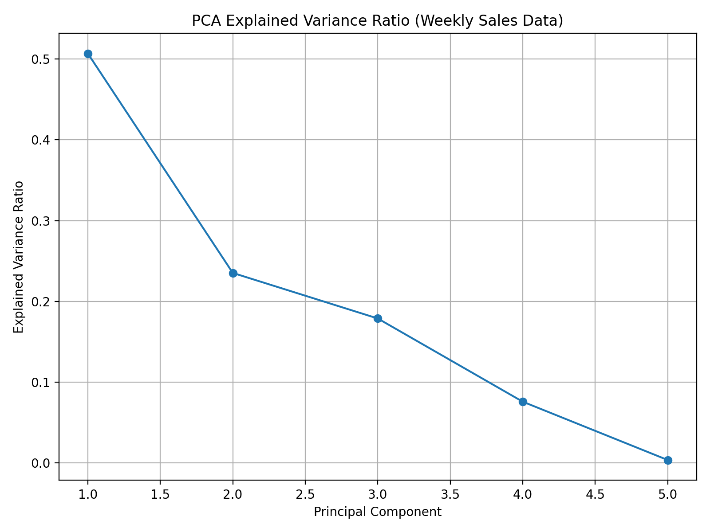 PCA Explained Variance Ratio (Weekly Sales Data)
Explained Variance Ratio
0.5
0.4
0.3
0.2
0.1
0.0
1.0 1.5 2.0 2.5 3.0 3.5 4.0 4.5 5.0
Principal Component